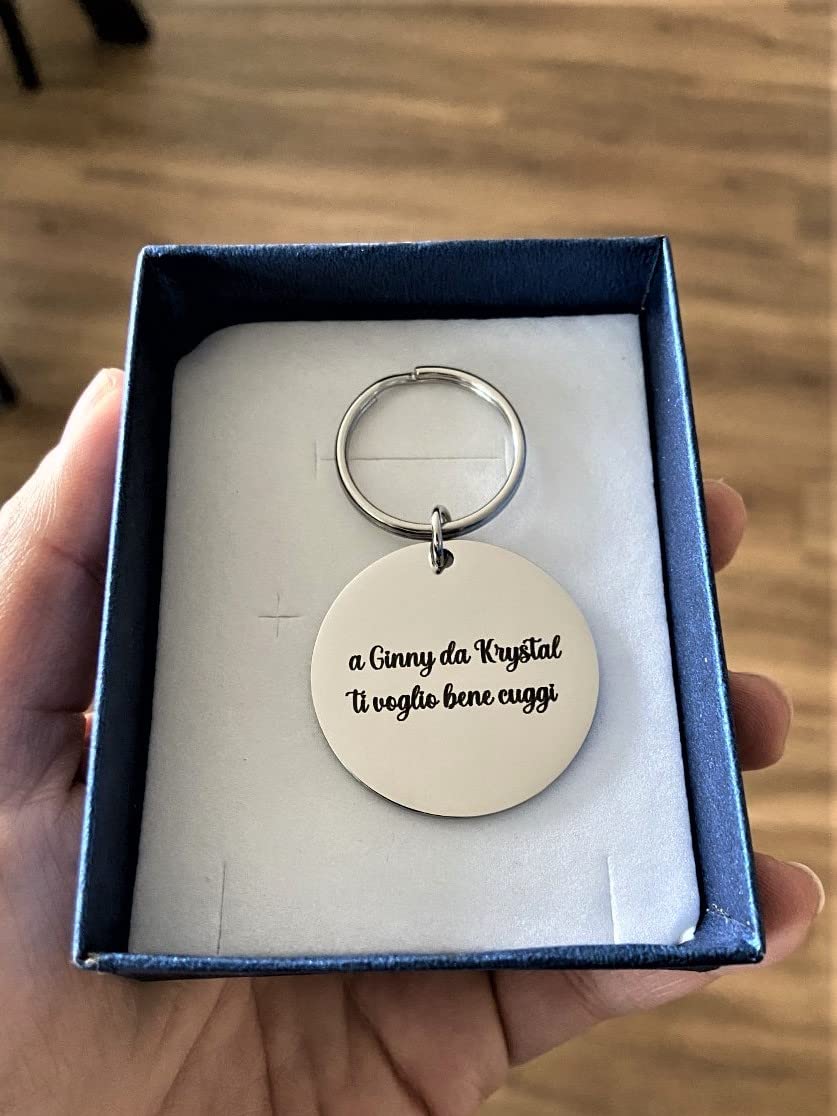 a Ginny da Krystal
ti voglio bene cuggi